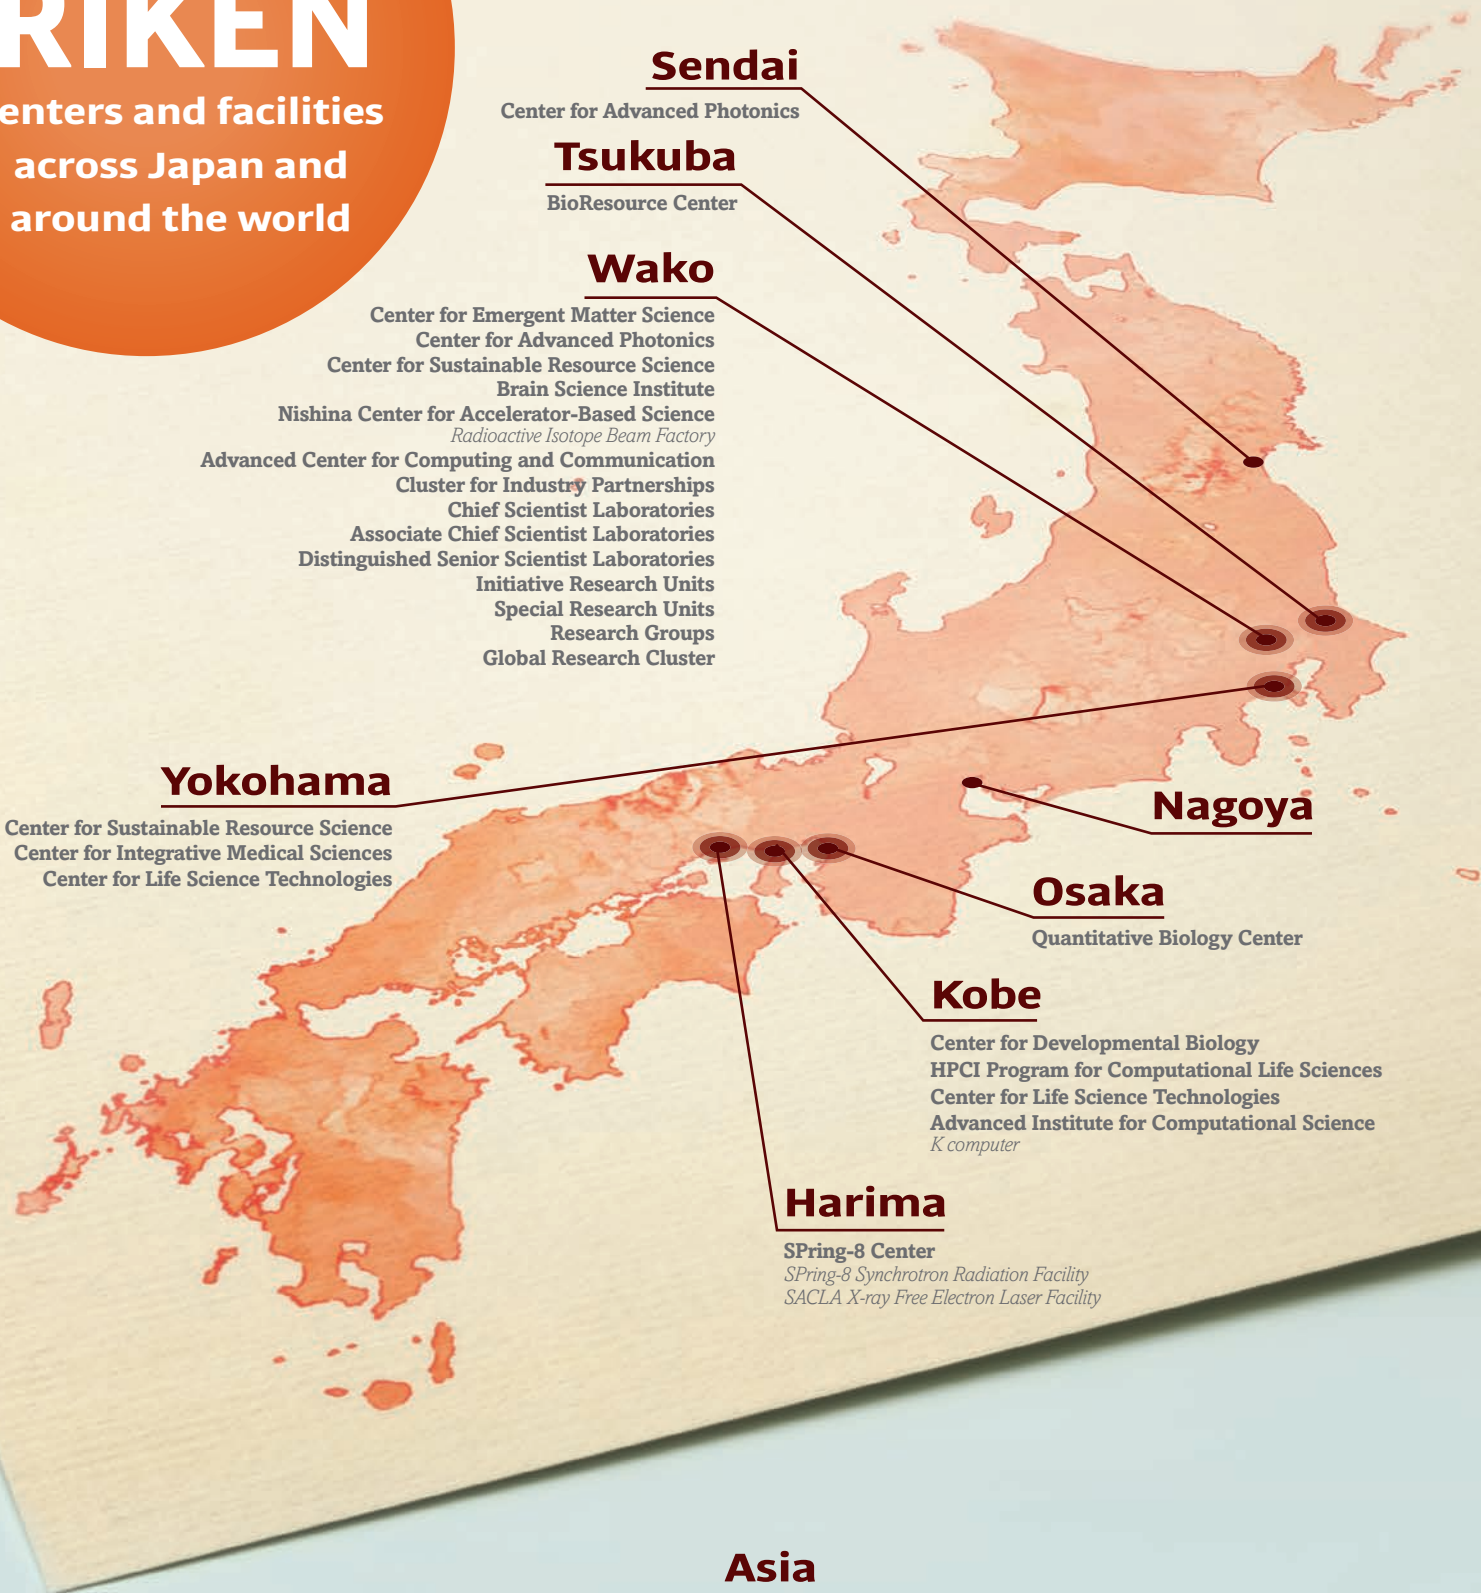 RIKEN
enters and facilities
across Japan and
around the world
Sendai
Center for Advanced Photonics
Tsukuba
BioResource Center
Wako
Center for Emergent Matter Science
Center for Advanced Photonics
Center for Sustainable Resource Science
Brain Science Institute
Nishina Center for Accelerator-Based Science
Radioactive Isotope Beam Factory
Advanced Center for Computing and Communication
Cluster for Industry Partnerships
Chief Scientist Laboratories
Associate Chief Scientist Laboratories
Distinguished Senior Scientist Laboratories
Initiative Research Units
Special Research Units
Research Groups
Global Research Cluster
Yokohama
Center for Sustainable Resource Science
Center for Integrative Medical Sciences
Center for Life Science Technologies
Nagoya
Osaka
Quantitative Biology Center
Kobe
Center for Developmental Biology
HPCI Program for Computational Life Sciences
Center for Life Science Technologies
Advanced Institute for Computational Science
K computer
Harima
SPring-8 Center
SPring-8 Synchrotron Radiation Facility
SACLA X-ray Free Electron Laser Facility
Asia